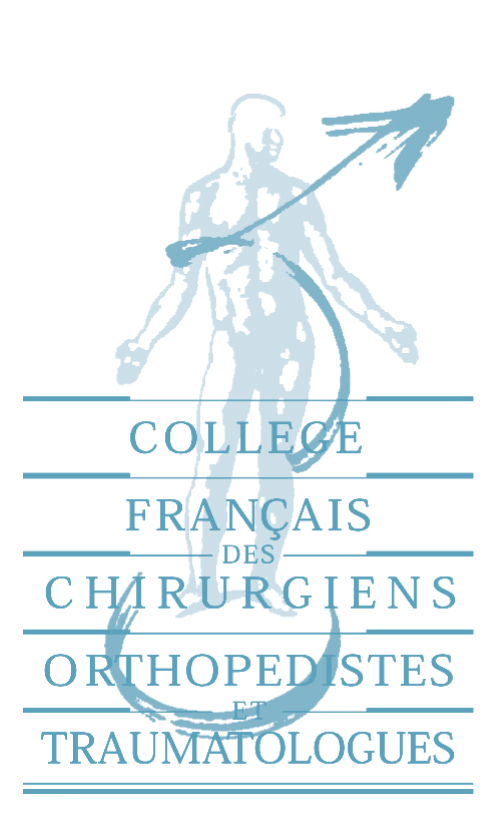 COLLEGE
FRANÇAIS
DES
CHIRURGIENS
ORTHOPEDISTES
ET
TRAUMATOLOGUES